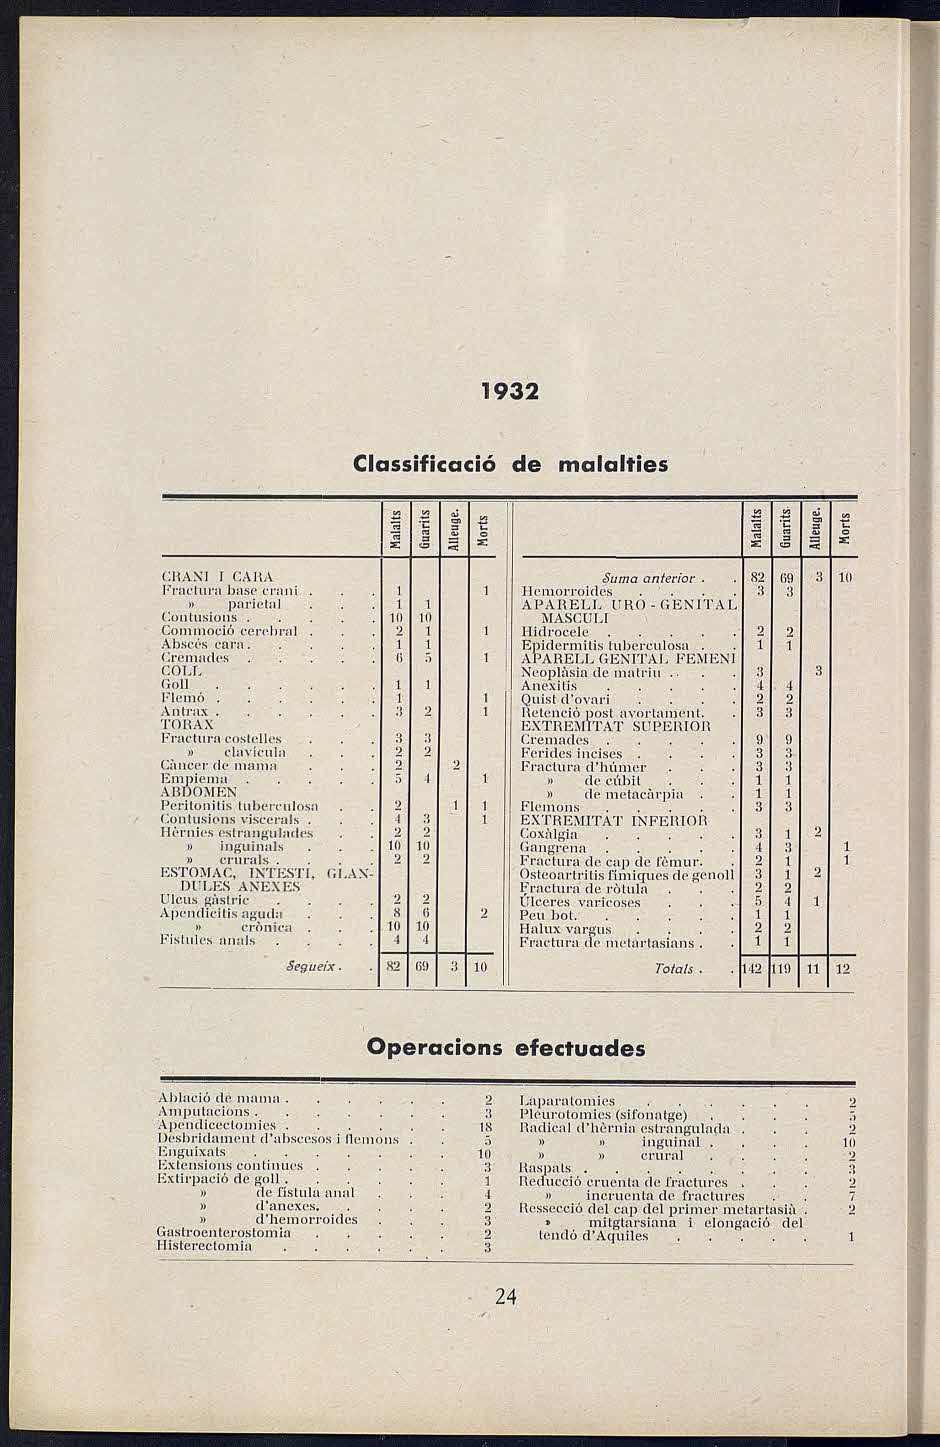 1932
Classificació de malalties
Malalts Guarits Alleuge. Morts
CRANI I CARA
Fractura base crani . . . 1 1
» parietal . . . 1 1
Contusions . . . . . 10 10
Commoció cerebral . . . 2 1 1
Abscés cara. . . . . 1 1
Cremades . . . . . 6 5 1
COLL
Goll . . . . . . 1 1
Flemó . . . . . . 1 1
Antrax . . . . . . 3 2 1
TORAX
Fractura costelles . . . 3 3
» clavícula . . . 2 2
Càncer de mama . . . 2 2
Empiema . . . . . 5 4 1
ABDOMEN
Peritonitis tuberculosa . . 2 1 1
Contusions viscerals . . . 4 3 1
Hèrnies estrangulades . . 2 2
» inguinals . . . 10 10
» crurals . . . . 2 2
ESTOMAC, INTESTI, GLAN-
DULES ANEXES
Ulcus gàstric . . . . 2 2
Apendicitis aguda . . . 8 6 2
» crònica . . . 10 10
Fístules anals . . . . 4 4
Segueix . . 82 69 3 10
Malalts Guarits Alleuge. Morts
Suma anterior . . 82 69 3 10
Hemorroides . . . . 3 3
APARELL URO - GENITAL
MASCULI
Hidrocele . . . . . 2 2
Epidermitis tuberculosa . . 1 1
APARELL GENITAL FEMENI
Neoplàsia de matriu . . . 3 3
Anexitis . . . . . 4 4
Quist d'ovari . . . . 2 2
Retenció post avortament. . 3 3
EXTREMITAT SUPERIOR
Cremades . . . . . 9 9
Ferides incises . . . . 3 3
Fractura d'húmer . . . 3 3
» de cúbit . . . 1 1
» de metacàrpia . . 1 1
Flemons . . . . . 3 3
EXTREMITAT INFERIOR
Coxàlgia . . . . . 3 1 2
Gangrena . . . . . 4 3 1
Fractura de cap de fèmur. . 2 1 1
Osteoartritis fimiques de genoll 3 1 2
Fractura de ròtula . . . 2 2
Úlceres varicoses . . . 5 4 1
Peu bot. . . . . . 1 1
Halux vargus . . . . 2 2
Fractura de metartasians . . 1 1
Totals . . 142 119 11 12
Operacions efectuades
Ablació de mama . . . . . . 2
Amputacions . . . . . . . 3
Apendicectomies . . . . . . 18
Desbridament d'abscesos i flemons . . 5
Enguixats . . . . . . . 10
Extensions continues . . . . . 3
Extirpació de goll . . . . . . 1
» de fístula anal . . . 4
» d'anexes. . . . . 2
» d'hemorroides . . . 3
Gastroenterostomia . . . . . 2
Histerectomia . . . . . . 3
Laparatomies . . . . . . 2
Pleurotomies (sifonatge) . . . . 5
Radical d'hèrnia estrangulada . . . 2
» » inguinal . . . . 10
» » crural . . . . 2
Raspats . . . . . . . . 3
Reducció cruenta de fractures . . . 2
» incruenta de fractures . . 7
Ressecció del cap del primer metartasià . 2
» mitgtarsiana i elongació del
tendó d'Aquiles . . . . . 1
24